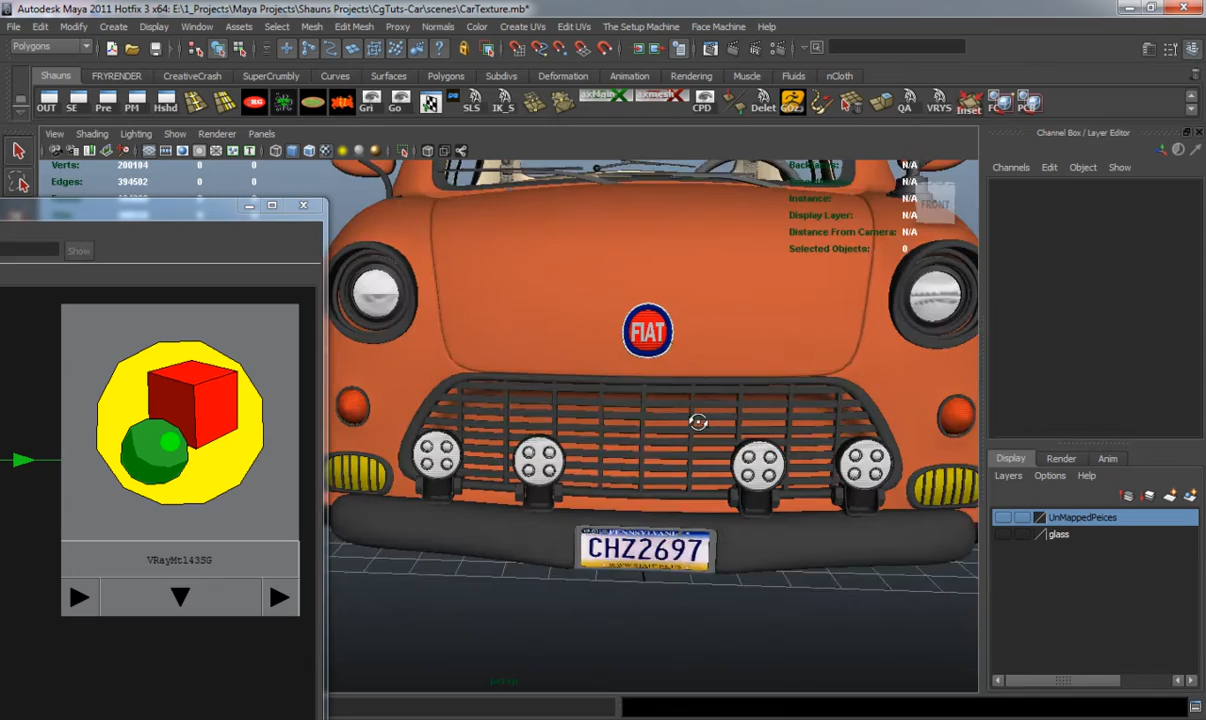 Autodesk Maya 2011 Hotfix 3 x64: E:\1_Projects\Maya Projects\Shauns Projects\CgTuts-Car\scenes\CarTexture.mb*
File Edit Modify Create Display Window Assets Select Mesh Edit Mesh Proxy Normals Color Create UVs Edit UVs The Setup Machine Face Machine Help
Polygons
Shauns FRYRENDER CreativeCrash SuperCrumbly Curves Surfaces Polygons Subdivs Deformation Animation Rendering Muscle Fluids nCloth
OUT SE Pre PM Hshd Gri Go SLS IK_S CPD Delet GOz QA VRYS Inset FC PCB
View Shading Lighting Show Renderer Panels
Channel Box / Layer Editor
Channels Edit Object Show
Verts: 200104 0 0
Edges: 394502 0 0
N/A
N/A
Instance: N/A
Display Layer: N/A
Distance From Camera: N/A
Selected Objects: 0
FRONT
Show
FIAT
CHZ2697
VRayMtl43SG
persp
Display Render Anim
Layers Options Help
UnMappedPeices
glass